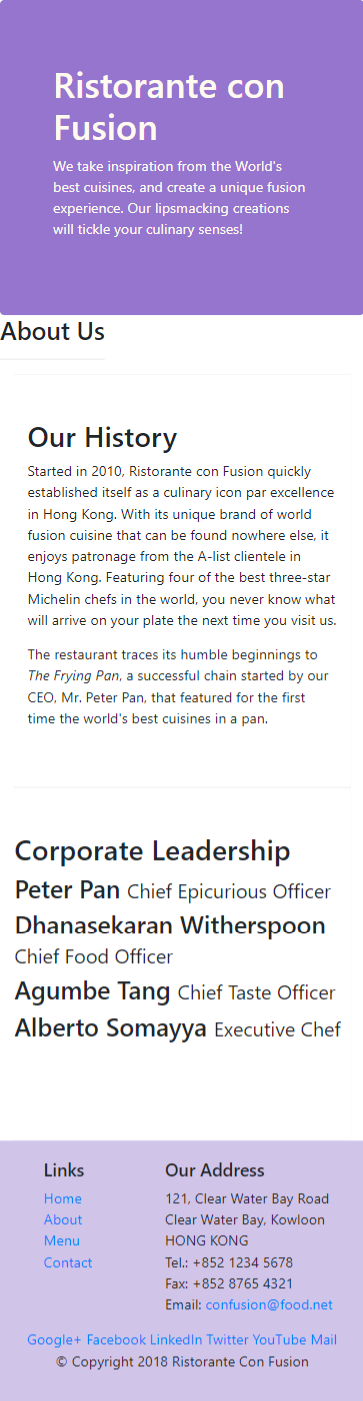 Ristorante con
Fusion
We take inspiration from the World's
best cuisines, and create a unique fusion
experience. Our lipsmacking creations
will tickle your culinary senses!
About Us
Our History
Started in 2010, Ristorante con Fusion quickly
established itself as a culinary icon par excellence
in Hong Kong. With its unique brand of world
fusion cuisine that can be found nowhere else, it
enjoys patronage from the A-list clientele in
Hong Kong. Featuring four of the best three-star
Michelin chefs in the world, you never know what
will arrive on your plate the next time you visit us.
The restaurant traces its humble beginnings to
The Frying Pan, a successful chain started by our
CEO, Mr. Peter Pan, that featured for the first
time the world's best cuisines in a pan.
Corporate Leadership
Peter Pan Chief Epicurious Officer
Dhanasekaran Witherspoon
Chief Food Officer
Agumbe Tang Chief Taste Officer
Alberto Somayya Executive Chef
Links
Home
About
Menu
Contact
Our Address
121, Clear Water Bay Road
Clear Water Bay, Kowloon
HONG KONG
Tel.: +852 1234 5678
Fax: +852 8765 4321
Email: confusion@food.net
Google+ Facebook LinkedIn Twitter YouTube Mail
© Copyright 2018 Ristorante Con Fusion